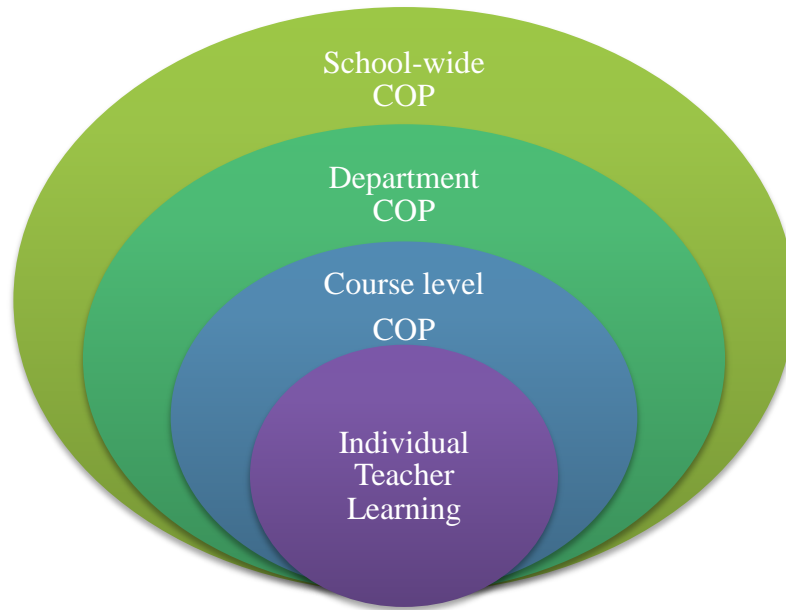 School-wide
COP
Department
COP
Course level
COP
Individual
Teacher
Learning